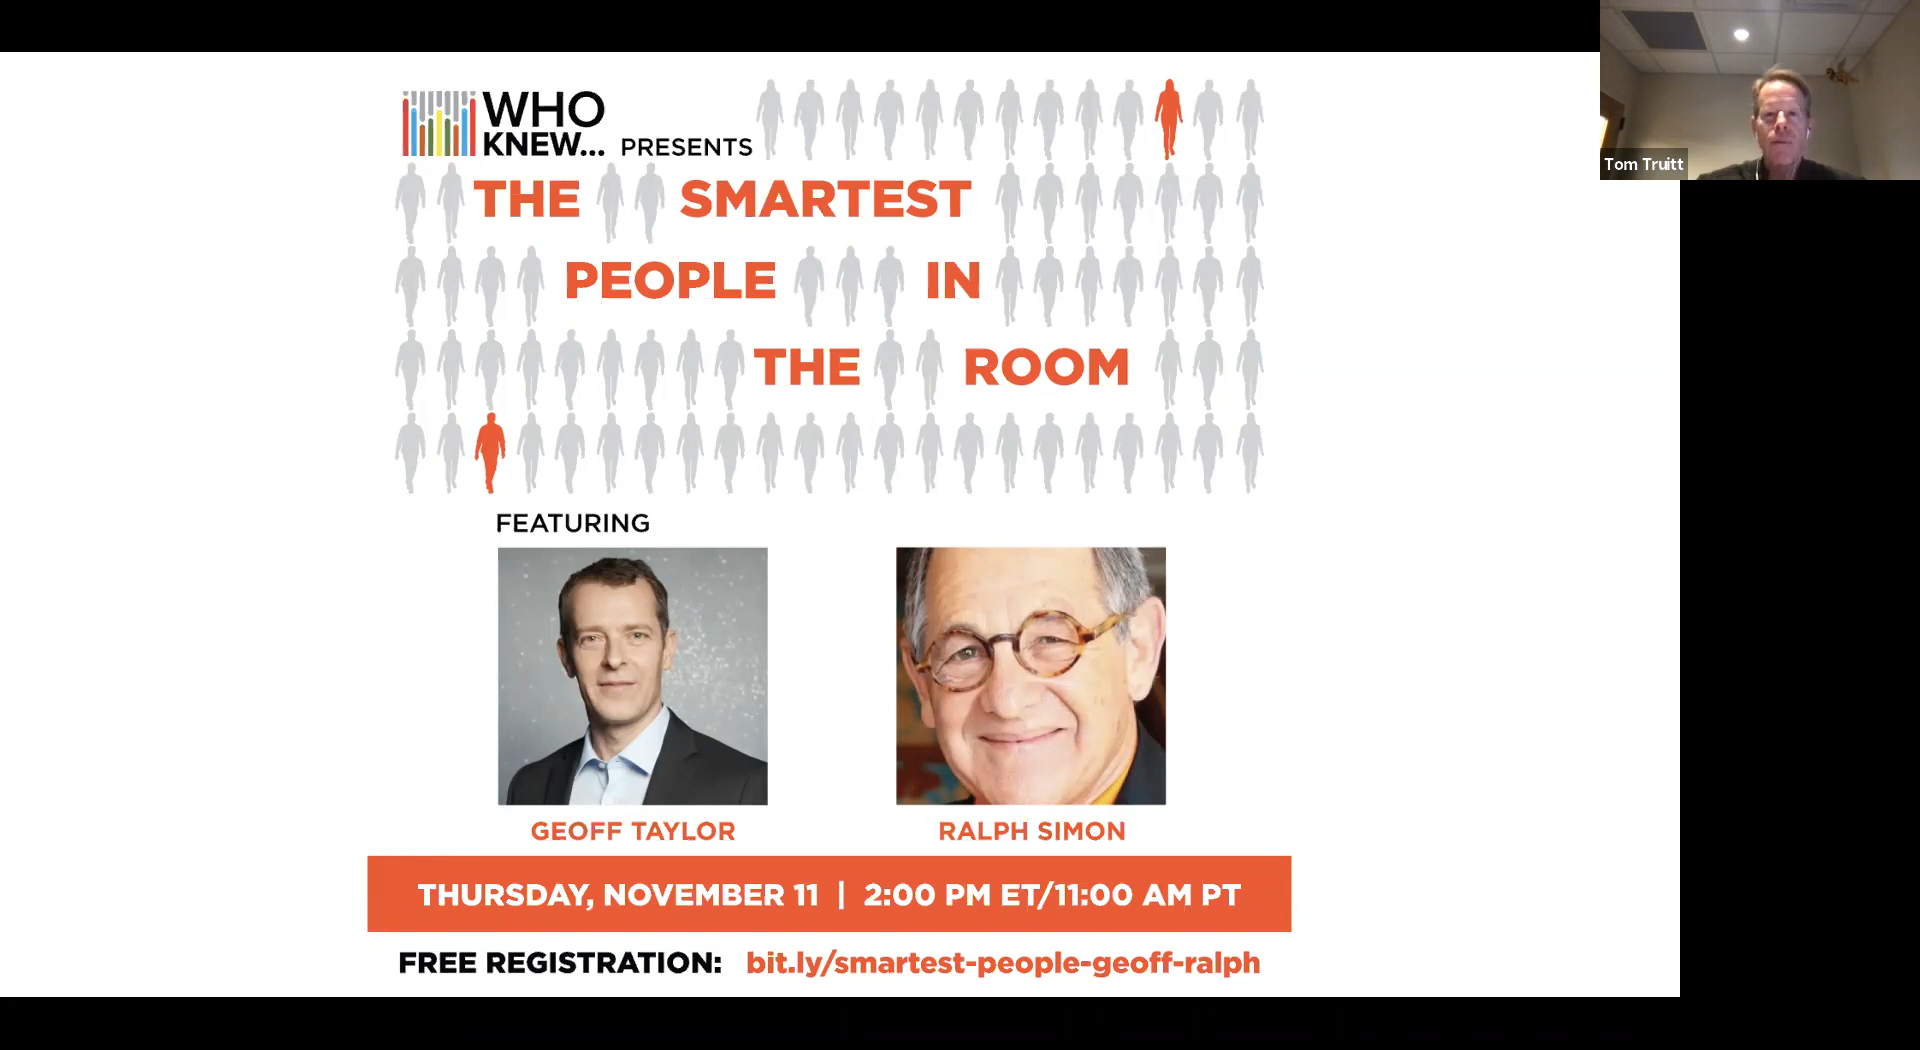 WHO
KNEW... PRESENTS
THE SMARTEST
PEOPLE IN
THE ROOM
FEATURING
GEOFF TAYLOR
RALPH SIMON
THURSDAY, NOVEMBER 11 | 2:00 PM ET/11:00 AM PT
FREE REGISTRATION: bit.ly/smartest-people-geoff-ralph
Tom Truitt